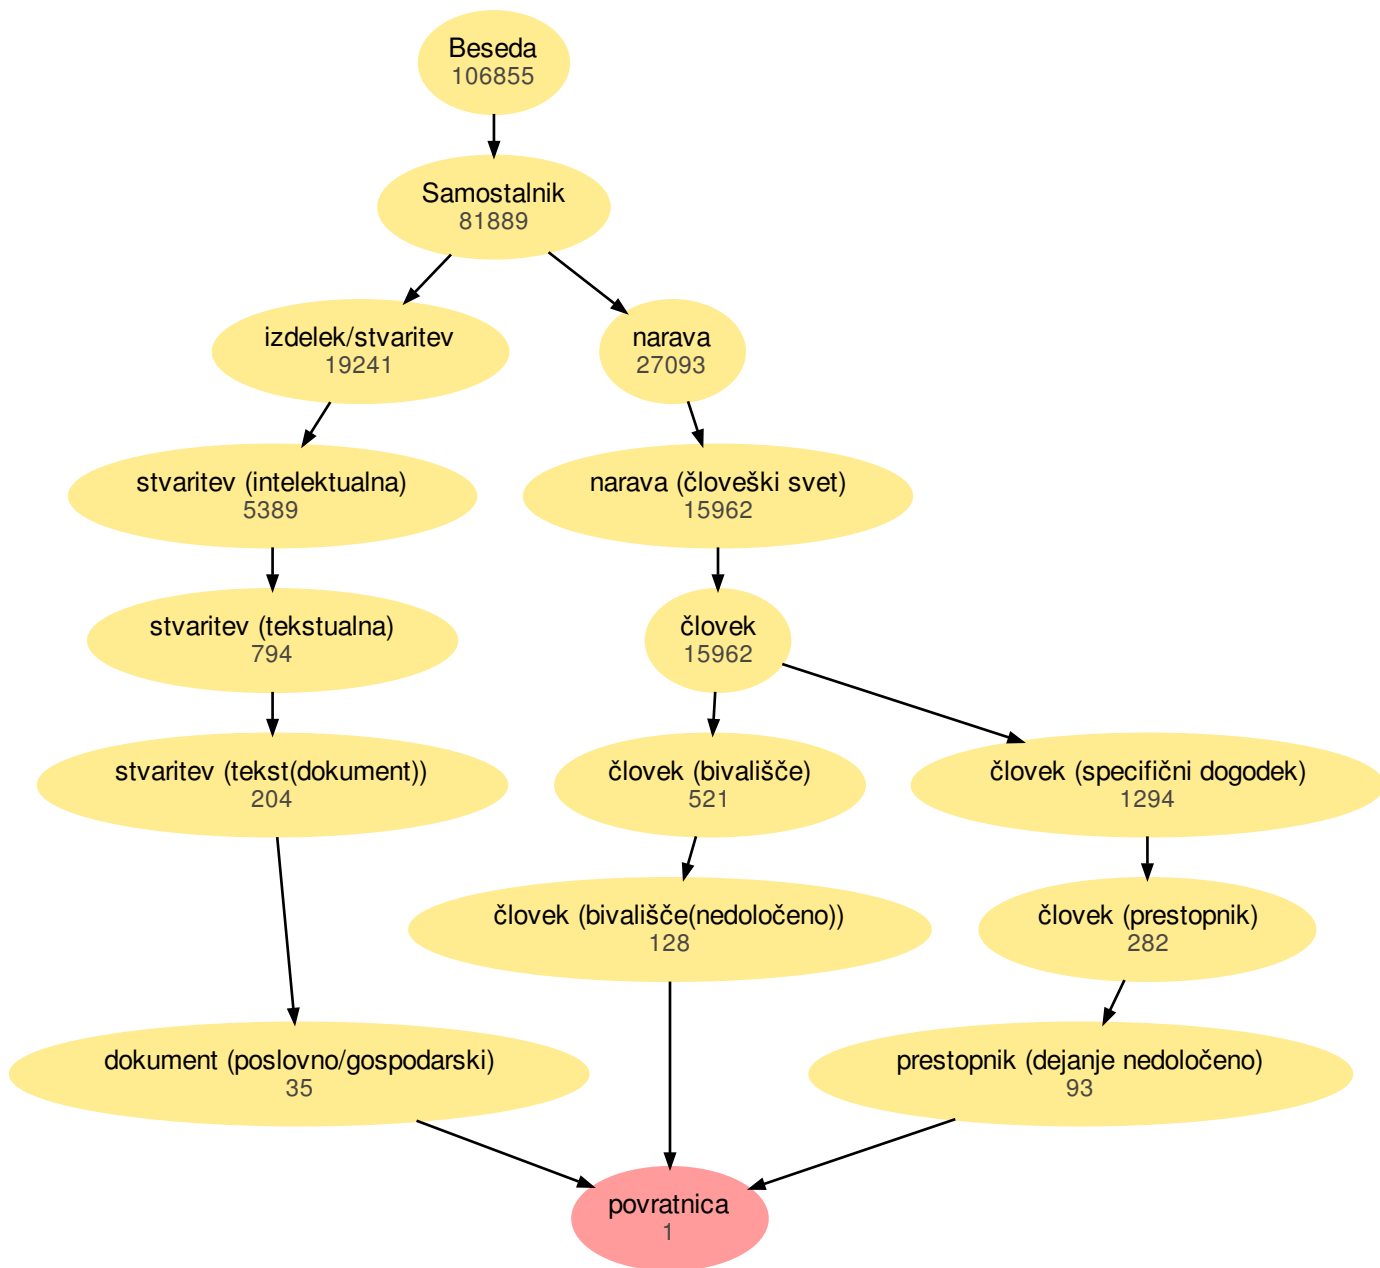 Beseda
106855
Samostalnik
81889
izdelek/stvaritev
19241
narava
27093
stvaritev (intelektualna)
5389
narava (človeški svet)
15962
stvaritev (tekstualna)
794
človek
15962
stvaritev (tekst(dokument))
204
človek (bivališče)
521
človek (specifični dogodek)
1294
človek (bivališče(nedoločeno))
128
človek (prestopnik)
282
dokument (poslovno/gospodarski)
35
prestopnik (dejanje nedoločeno)
93
povratnica
1